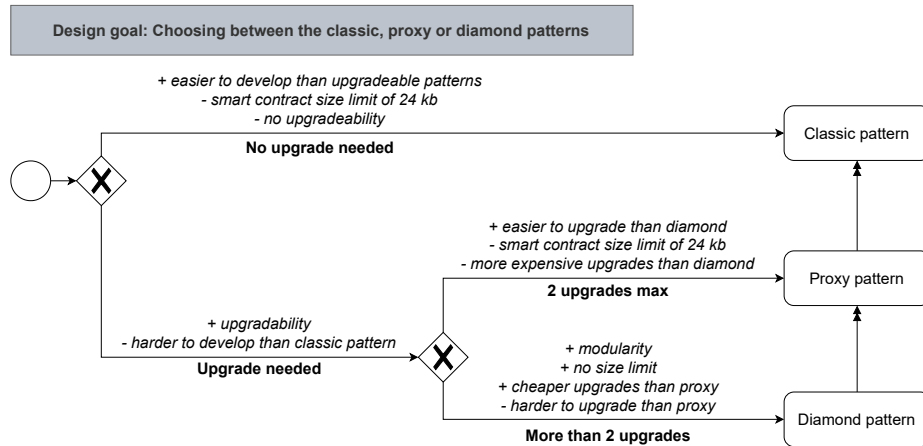 Design goal: Choosing between the classic, proxy or diamond patterns
+ easier to develop than upgradeable patterns
- smart contract size limit of 24 kb
- no upgradeability
No upgrade needed
Classic pattern
+ easier to upgrade than diamond
- smart contract size limit of 24 kb
- more expensive upgrades than diamond
2 upgrades max
Proxy pattern
+ upgradability
- harder to develop than classic pattern
Upgrade needed
+ modularity
+ no size limit
+ cheaper upgrades than proxy
- harder to upgrade than proxy
More than 2 upgrades
Diamond pattern